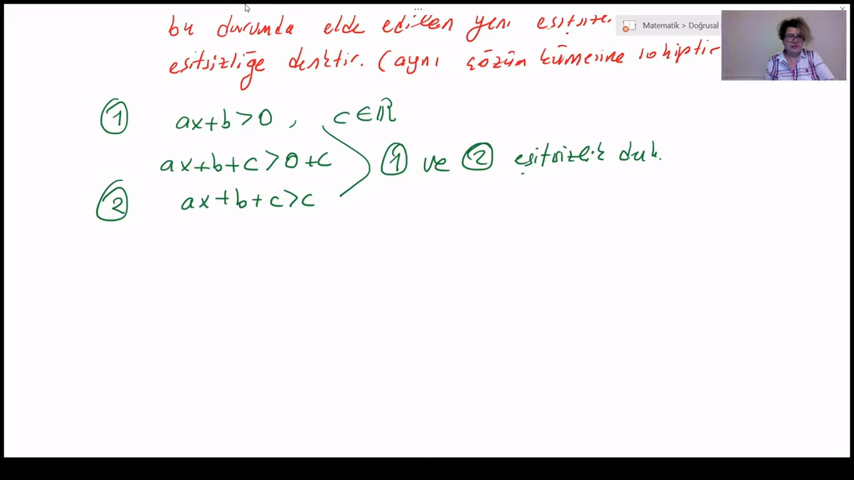 bu durumda elde edilen yeni eşitsiz.
Matematik > Doğrusal
eşitsizliğe denktir. (aynı çözüm kümesine sahiptir
① ax+b>0, c∈ℝ
ax+b+c>0+c
① ve ② eşitsizlik denk.
② ax+b+c>c